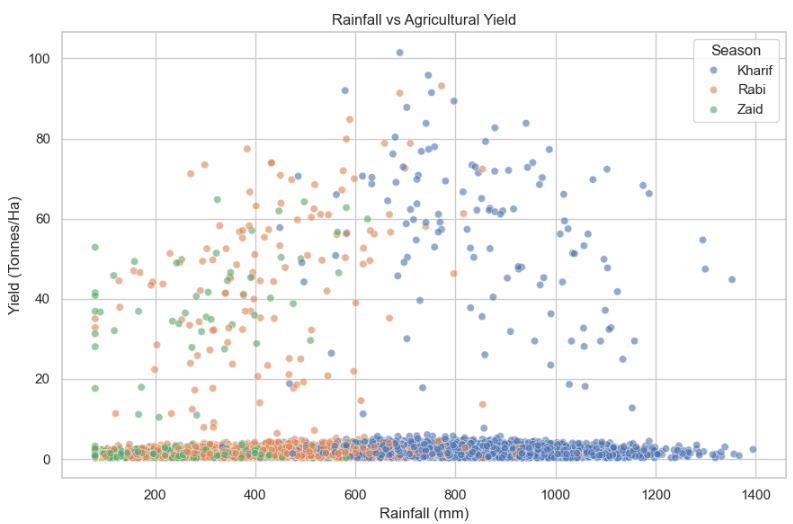 Rainfall vs Agricultural Yield
Season
Kharif
Rabi
Zaid
Yield (Tonnes/Ha)
100
80
60
40
20
0
200
400
600
800
1000
1200
1400
Rainfall (mm)